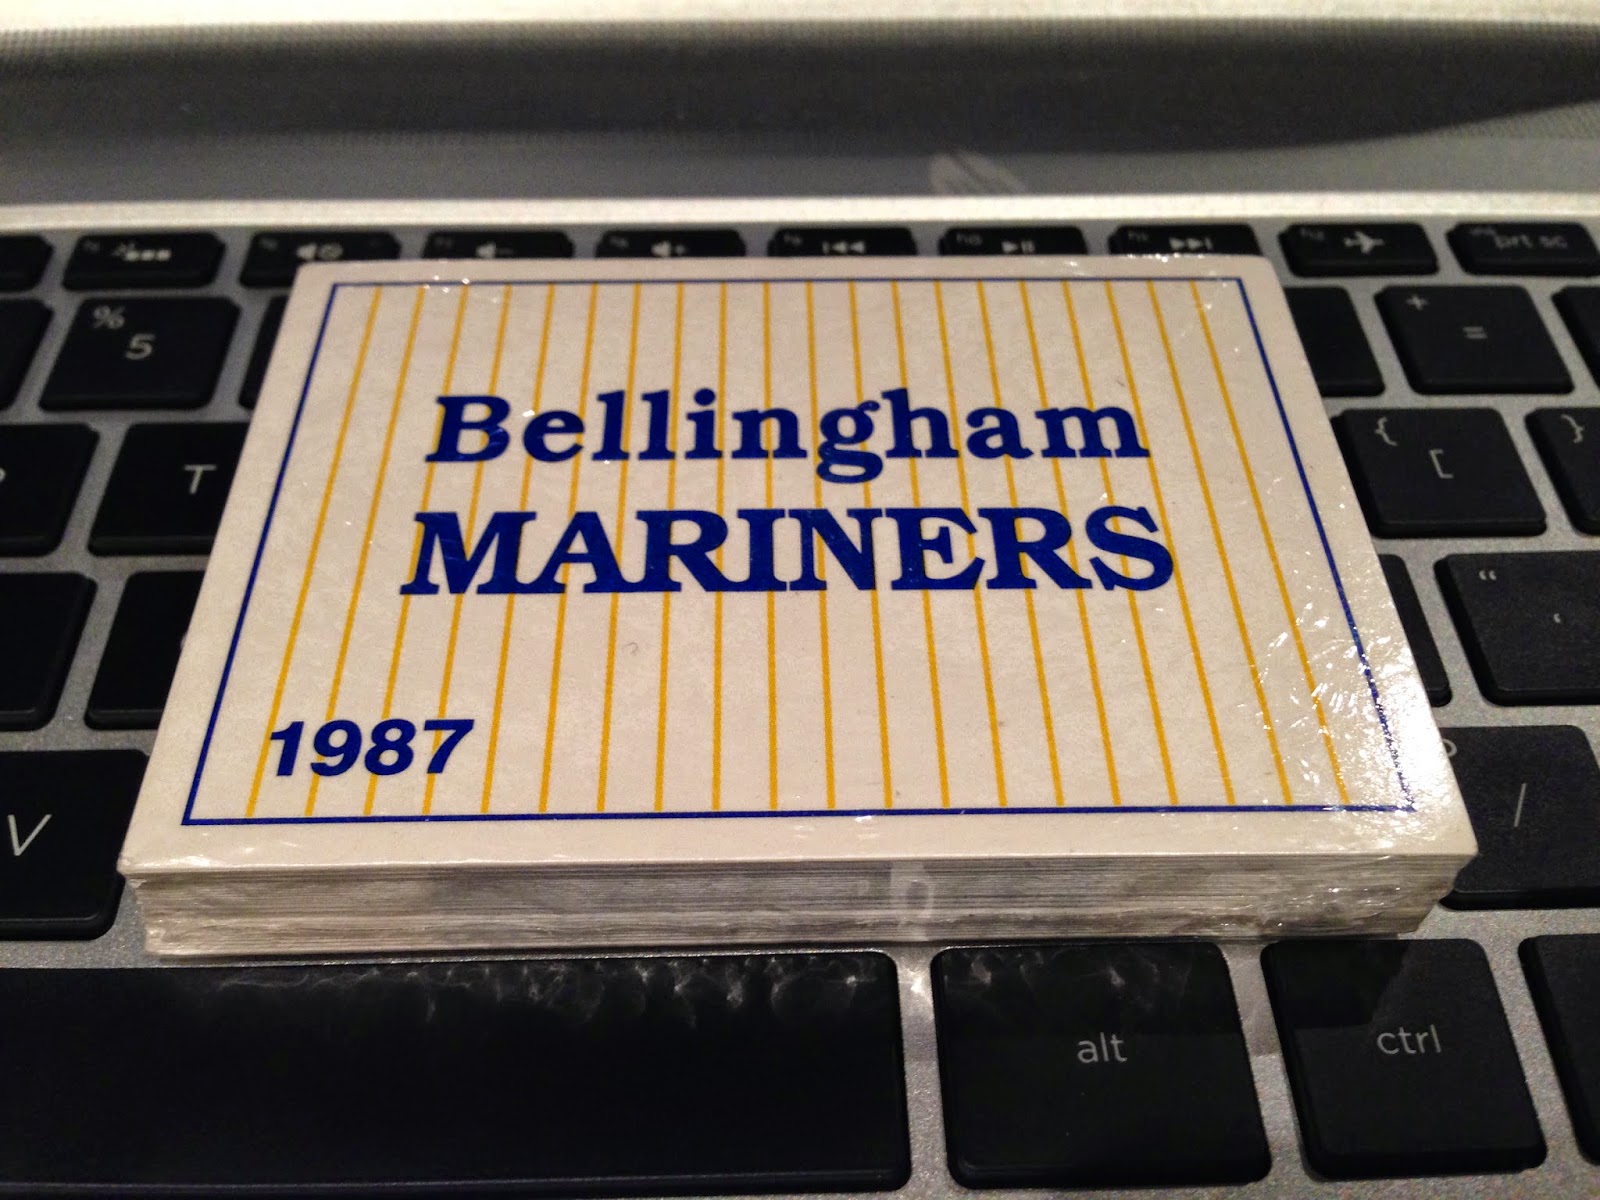 prt sc
%
5
+
=
Bellingham
MARINERS
T
{
[
}
"
'
1987
V
/
alt
ctrl